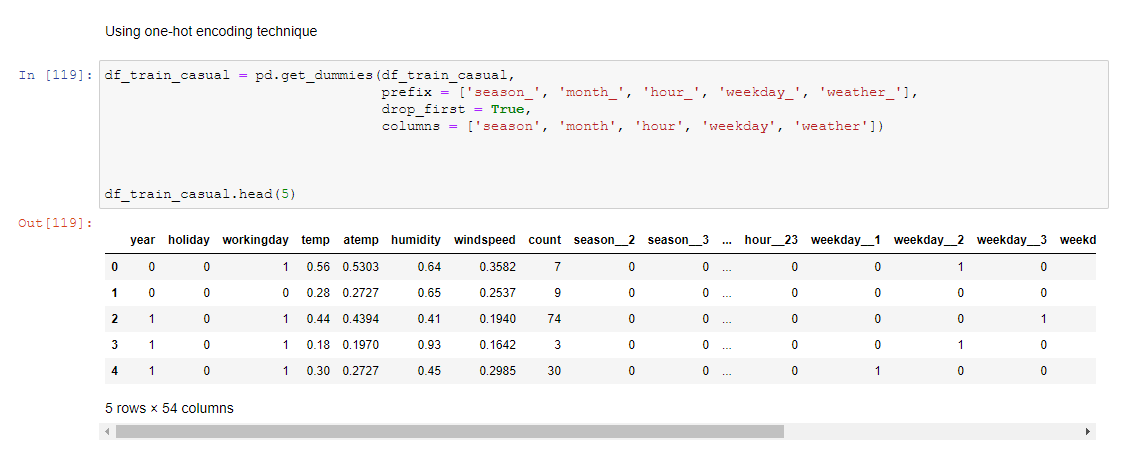 Using one-hot encoding technique
In [119]: df_train_casual = pd.get_dummies(df_train_casual,
prefix = ['season_', 'month_', 'hour_', 'weekday_', 'weather_'],
drop_first = True,
columns = ['season', 'month', 'hour', 'weekday', 'weather'])
df_train_casual.head(5)
Out[119]:
year holiday workingday temp atemp humidity windspeed count season__2 season__3 ... hour__23 weekday__1 weekday__2 weekday__3 weekd
0 0 0 1 0.56 0.5303 0.64 0.3582 7 0 0 ... 0 0 1 0
1 0 0 0 0.28 0.2727 0.65 0.2537 9 0 0 ... 0 0 0 0
2 1 0 1 0.44 0.4394 0.41 0.1940 74 0 0 ... 0 0 0 1
3 1 0 1 0.18 0.1970 0.93 0.1642 3 0 0 ... 0 0 1 0
4 1 0 1 0.30 0.2727 0.45 0.2985 30 0 0 ... 0 1 0 0
5 rows × 54 columns